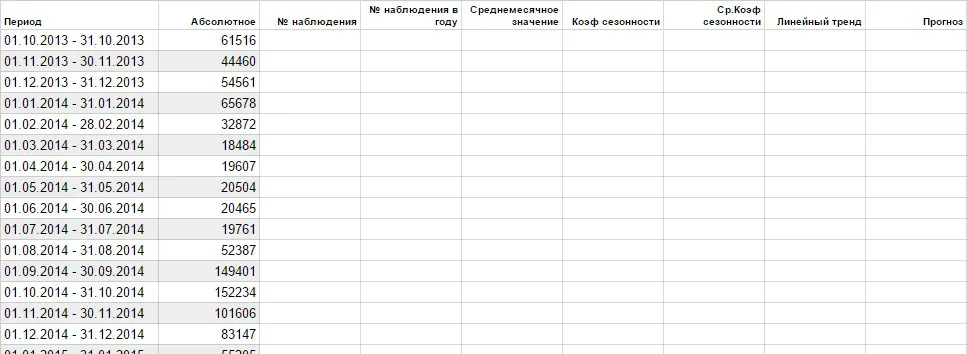 Период Абсолютное № наблюдения № наблюдения в году Среднемесячное значение Коэф сезонности Ср.Коэф сезонности Линейный тренд Прогноз
01.10.2013 - 31.10.2013 61516
01.11.2013 - 30.11.2013 44460
01.12.2013 - 31.12.2013 54561
01.01.2014 - 31.01.2014 65678
01.02.2014 - 28.02.2014 32872
01.03.2014 - 31.03.2014 18484
01.04.2014 - 30.04.2014 19607
01.05.2014 - 31.05.2014 20504
01.06.2014 - 30.06.2014 20465
01.07.2014 - 31.07.2014 19761
01.08.2014 - 31.08.2014 52387
01.09.2014 - 30.09.2014 149401
01.10.2014 - 31.10.2014 152234
01.11.2014 - 30.11.2014 101606
01.12.2014 - 31.12.2014 83147